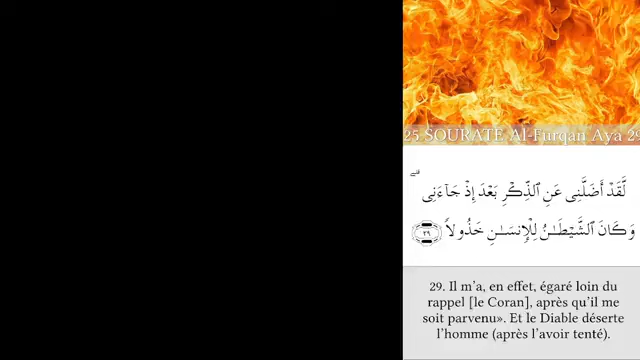 25 SOURATE Al-Furqan Aya 29
لَّقَدْ أَضَلَّنِى عَنِ ٱلذِّكْرِ بَعْدَ إِذْ جَآءَنِى ۗ
وَكَانَ ٱلشَّيْطَـٰنُ لِلْإِنسَـٰنِ خَذُولًا ٢٩
29. Il m’a, en effet, égaré loin du
rappel [le Coran], après qu’il me
soit parvenu». Et le Diable déserte
l’homme (après l’avoir tenté).